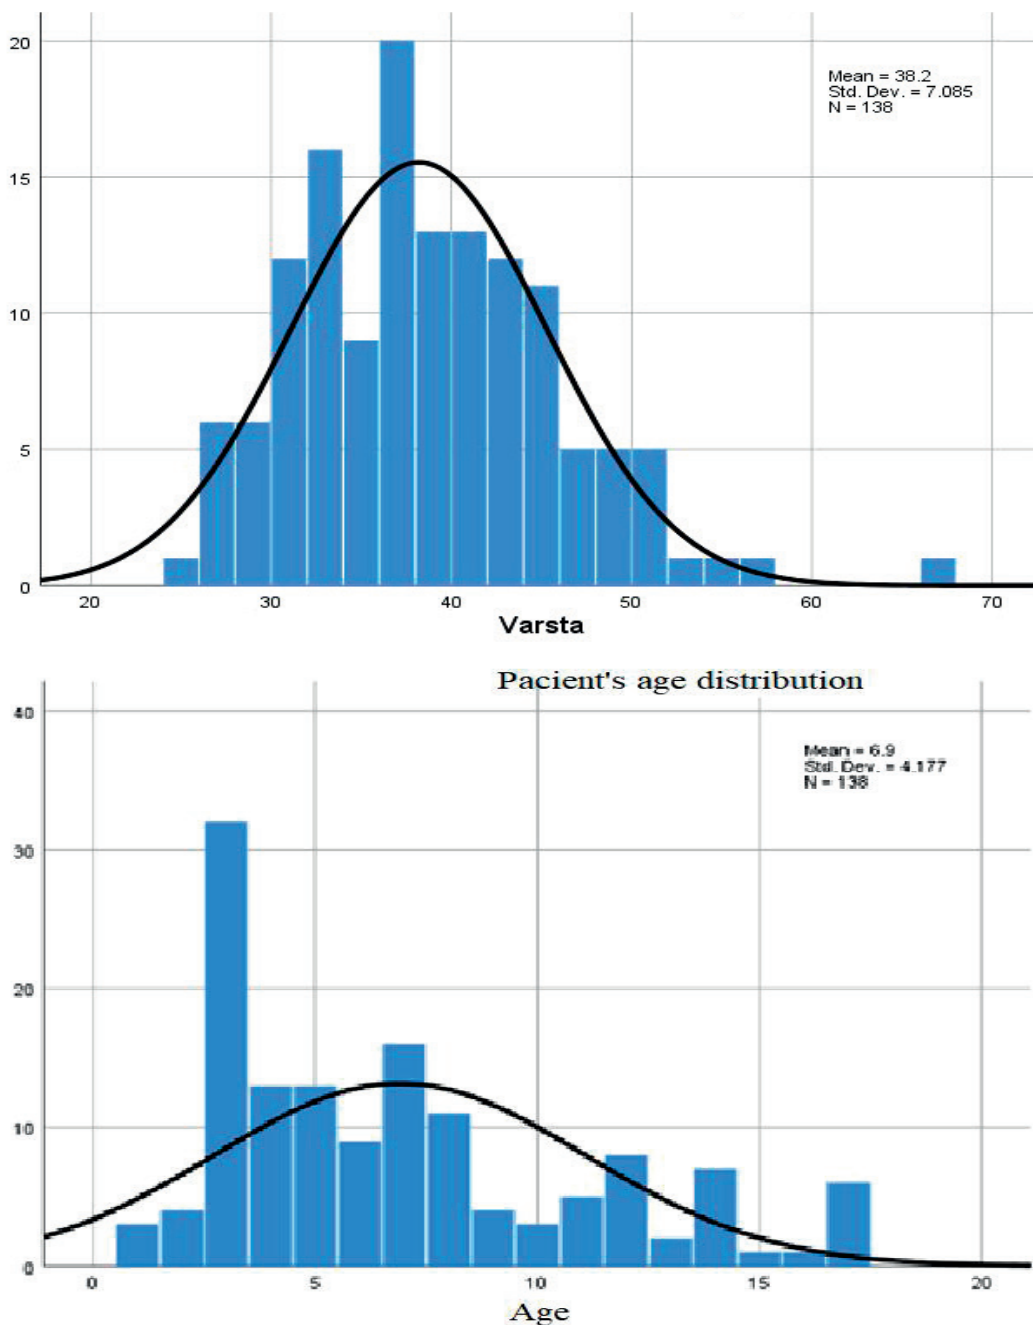 20
Mean = 38.2
Std. Dev. = 7.085
N = 138
15
10
5
0
20 30 40 50 60 70
Varsta
Pacient's age distribution
40
Mean = 6.9
Std. Dev. = 4.177
N = 138
30
20
10
0
0 5 10 15 20
Age